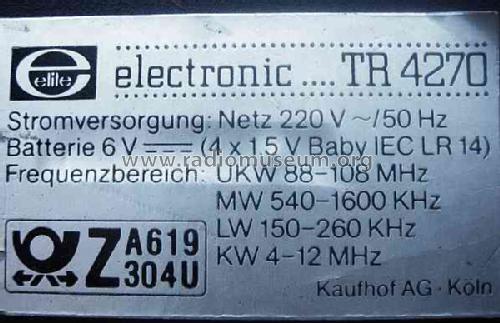 elite electronic .... TR 4270
Stromversorgung: Netz 220 V ~/50 Hz
Batterie 6 V ⎓ (4 x 1,5 V Baby IEC LR 14)
© www.radiomuseum.org
Frequenzbereich: UKW 88-108 MHz
MW 540-1600 KHz
LW 150-260 KHz
KW 4-12 MHz
Z A619
304U
Kaufhof AG · Köln